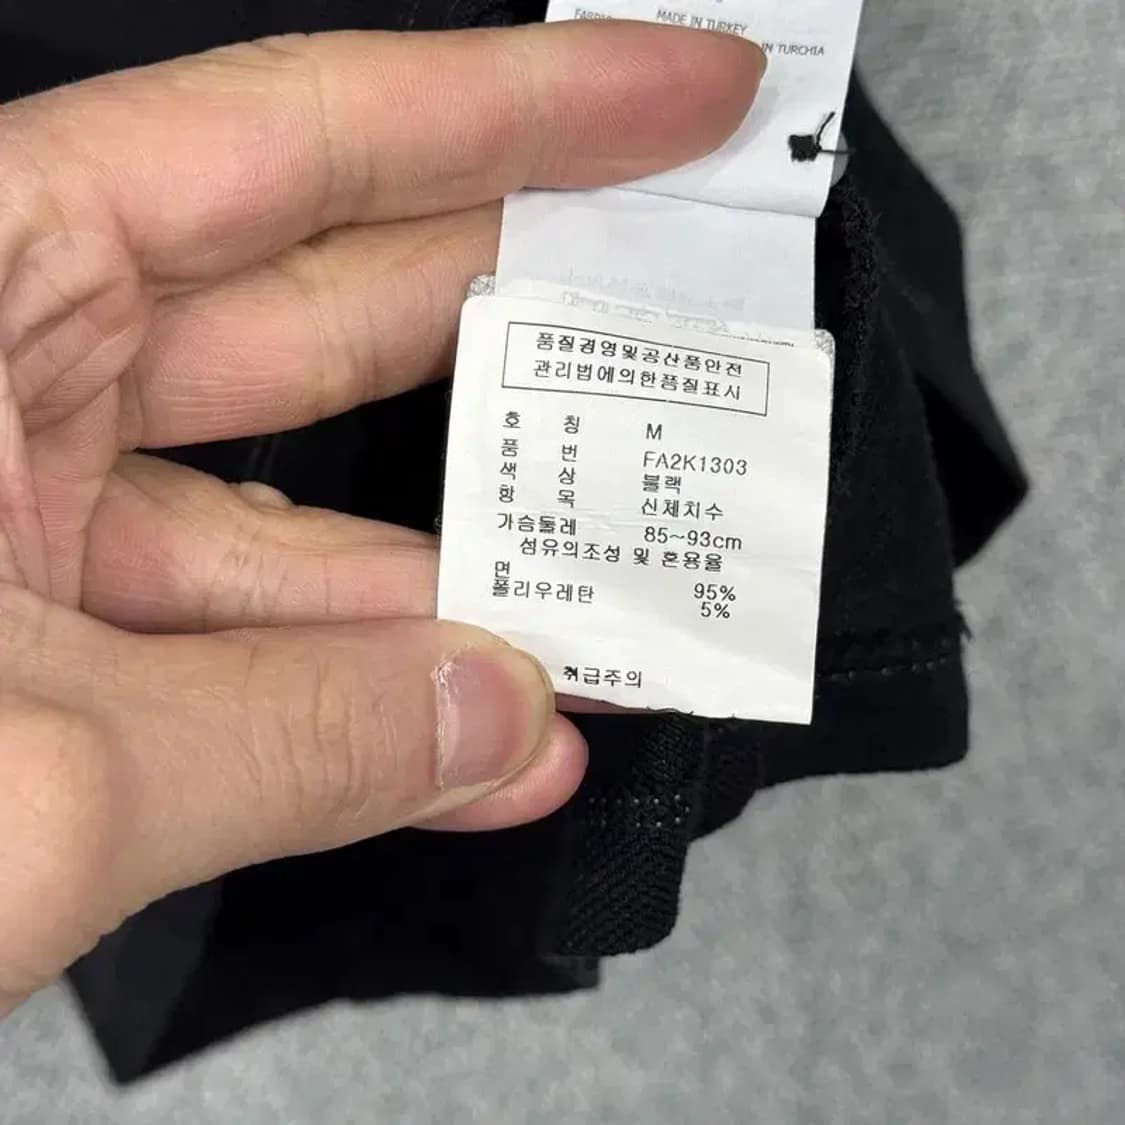 MADE IN TURKEY
IN TURCHIA
품질경영및공산품안전
관리법에의한품질표시
호 칭 M
품 번 FA2K1303
색 상 블랙
항 목 신체치수
가슴둘레 85~93cm
섬유의조성 및 혼용율
면 95%
폴리우레탄 5%
취급주의